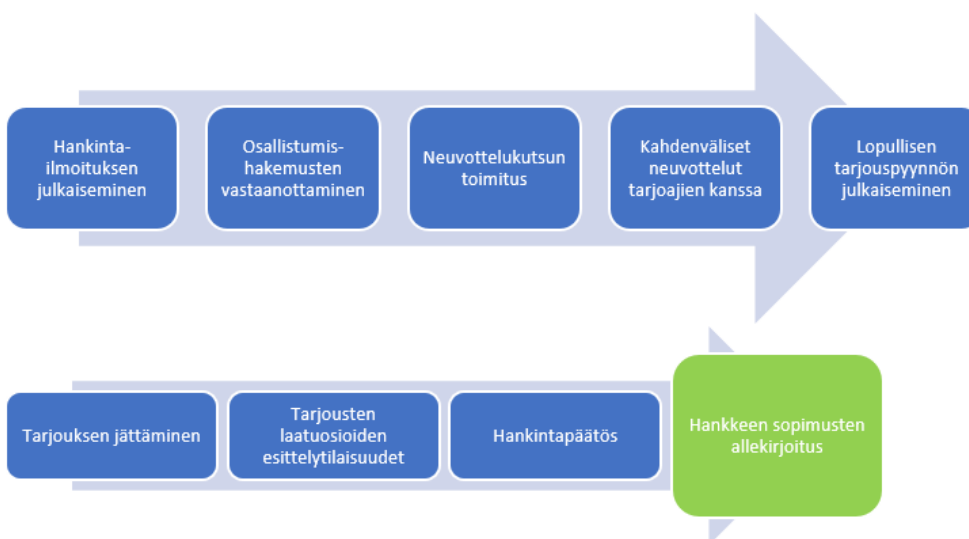 Hankinta-
ilmoituksen
julkaiseminen
Osallistumis-
hakemusten
vastaanottaminen
Neuvottelukutsun
toimitus
Kahdenväliset
neuvottelut
tarjoajien kanssa
Lopullisen
tarjouspyynnön
julkaiseminen
Tarjouksen jättäminen
Tarjousten
laatuosioiden
esittelytilaisuudet
Hankintapäätös
Hankkeen sopimusten
allekirjoitus